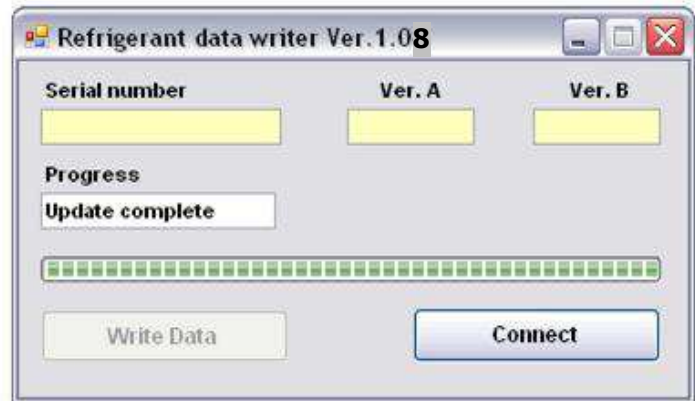 Refrigerant data writer Ver.1.08
Serial number Ver. A Ver. B
Progress
Update complete
Write Data Connect